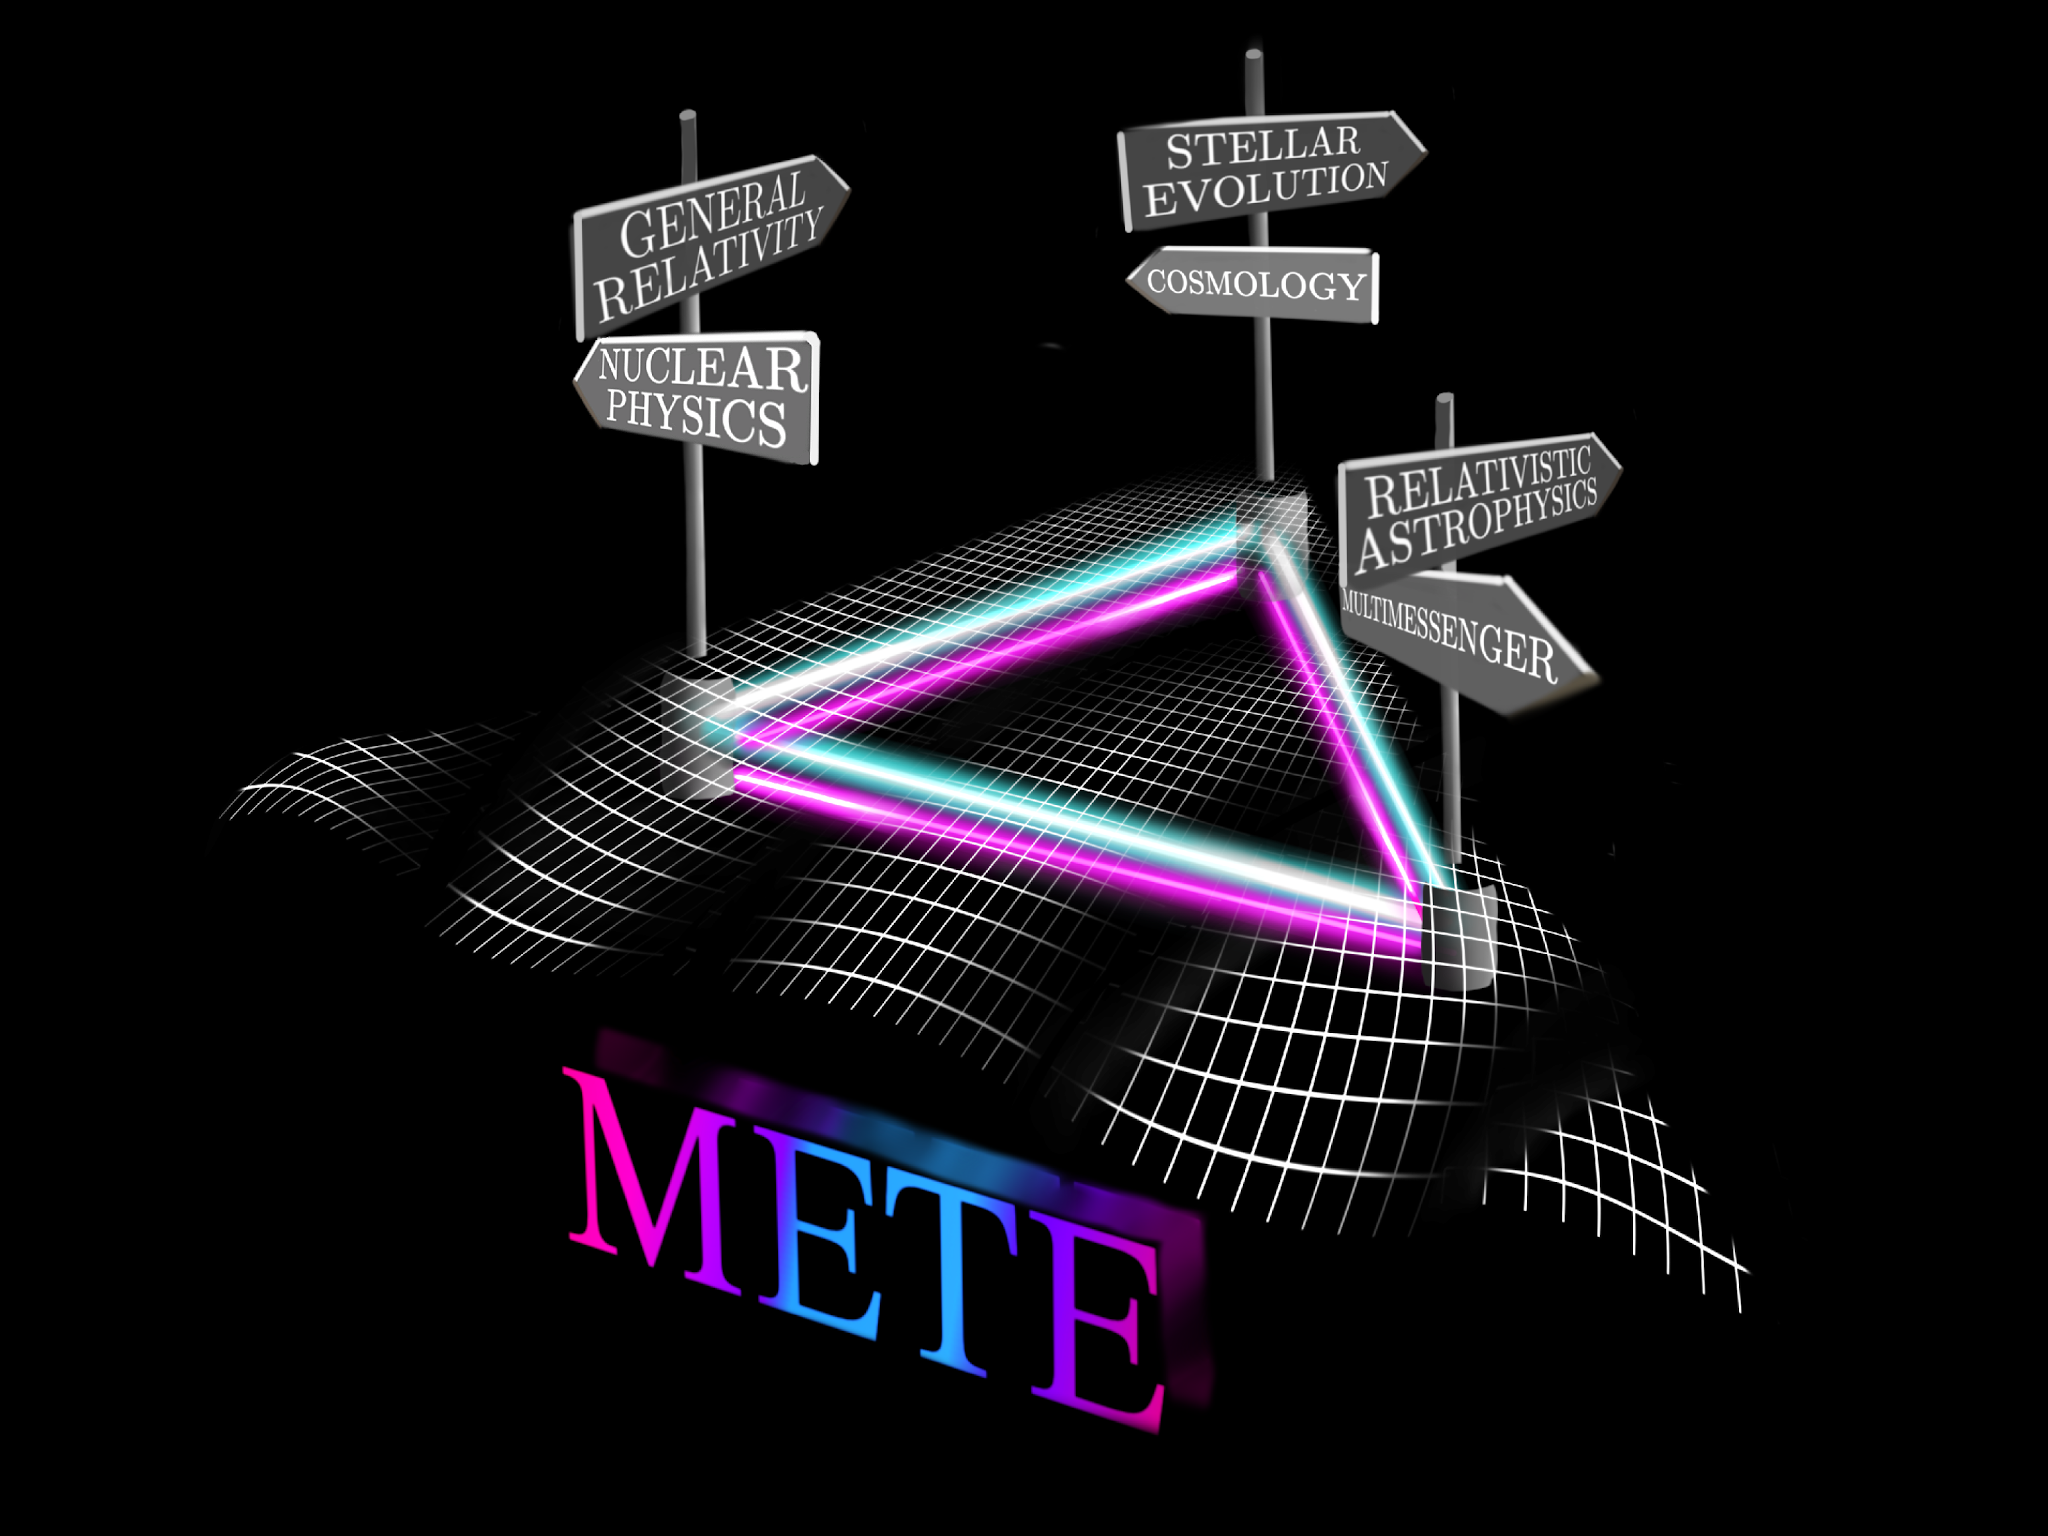 GENERAL
RELATIVITY
NUCLEAR
PHYSICS
STELLAR
EVOLUTION
COSMOLOGY
RELATIVISTIC
ASTROPHYSICS
MULTIMESSENGER
METE